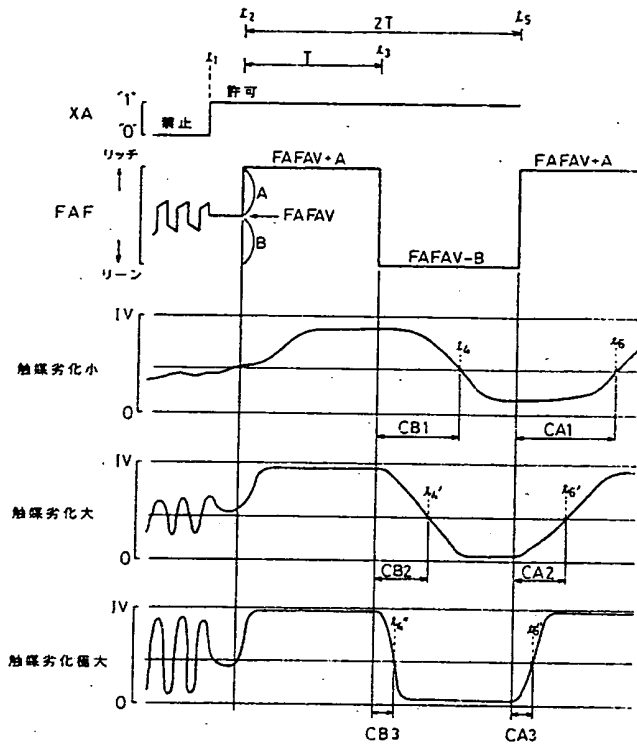 t2 2T t5
t1 T t3
XA "1" 許可
"0" 禁止
リッチ FAFAV+A FAFAV+A
FAF A FAFAV
B FAFAV-B
リーン
1V
触媒劣化小 t4 t6
0 CB1 CA1
1V
触媒劣化大 t4' t6'
0 CB2 CA2
1V
触媒劣化極大 t4" t6"
0
CB3 CA3